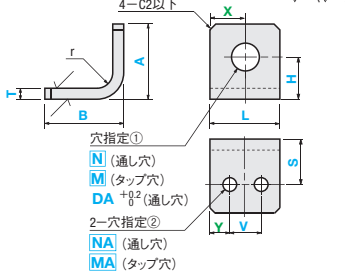 4－C2以下
X
r
A
T
B
H
L
穴指定①
N (通し穴)
M (タップ穴)
DA +0.2 0 (通し穴)
S
2－穴指定②
Y
V
NA (通し穴)
MA (タップ穴)